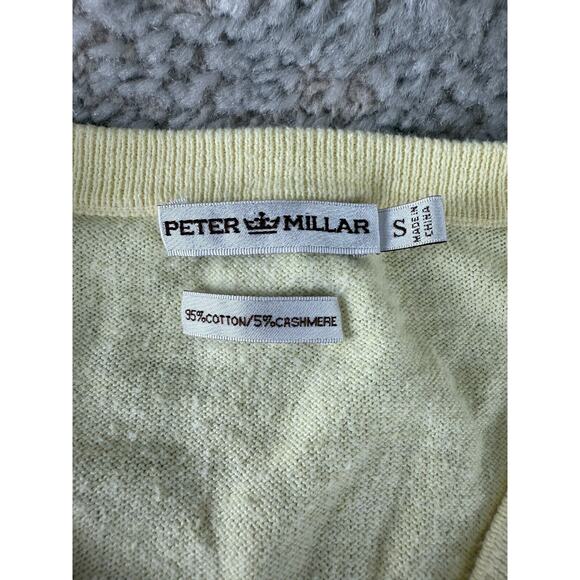 PETER MILLAR
S
MADE IN
CHINA
95%COTTON/5%CASHMERE